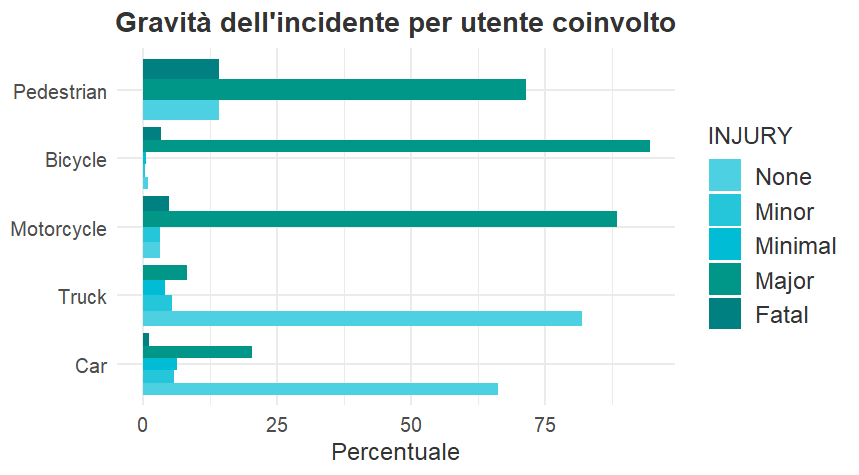 Gravità dell'incidente per utente coinvolto
Pedestrian
Bicycle
Motorcycle
Truck
Car
0 25 50 75
Percentuale
INJURY
None
Minor
Minimal
Major
Fatal